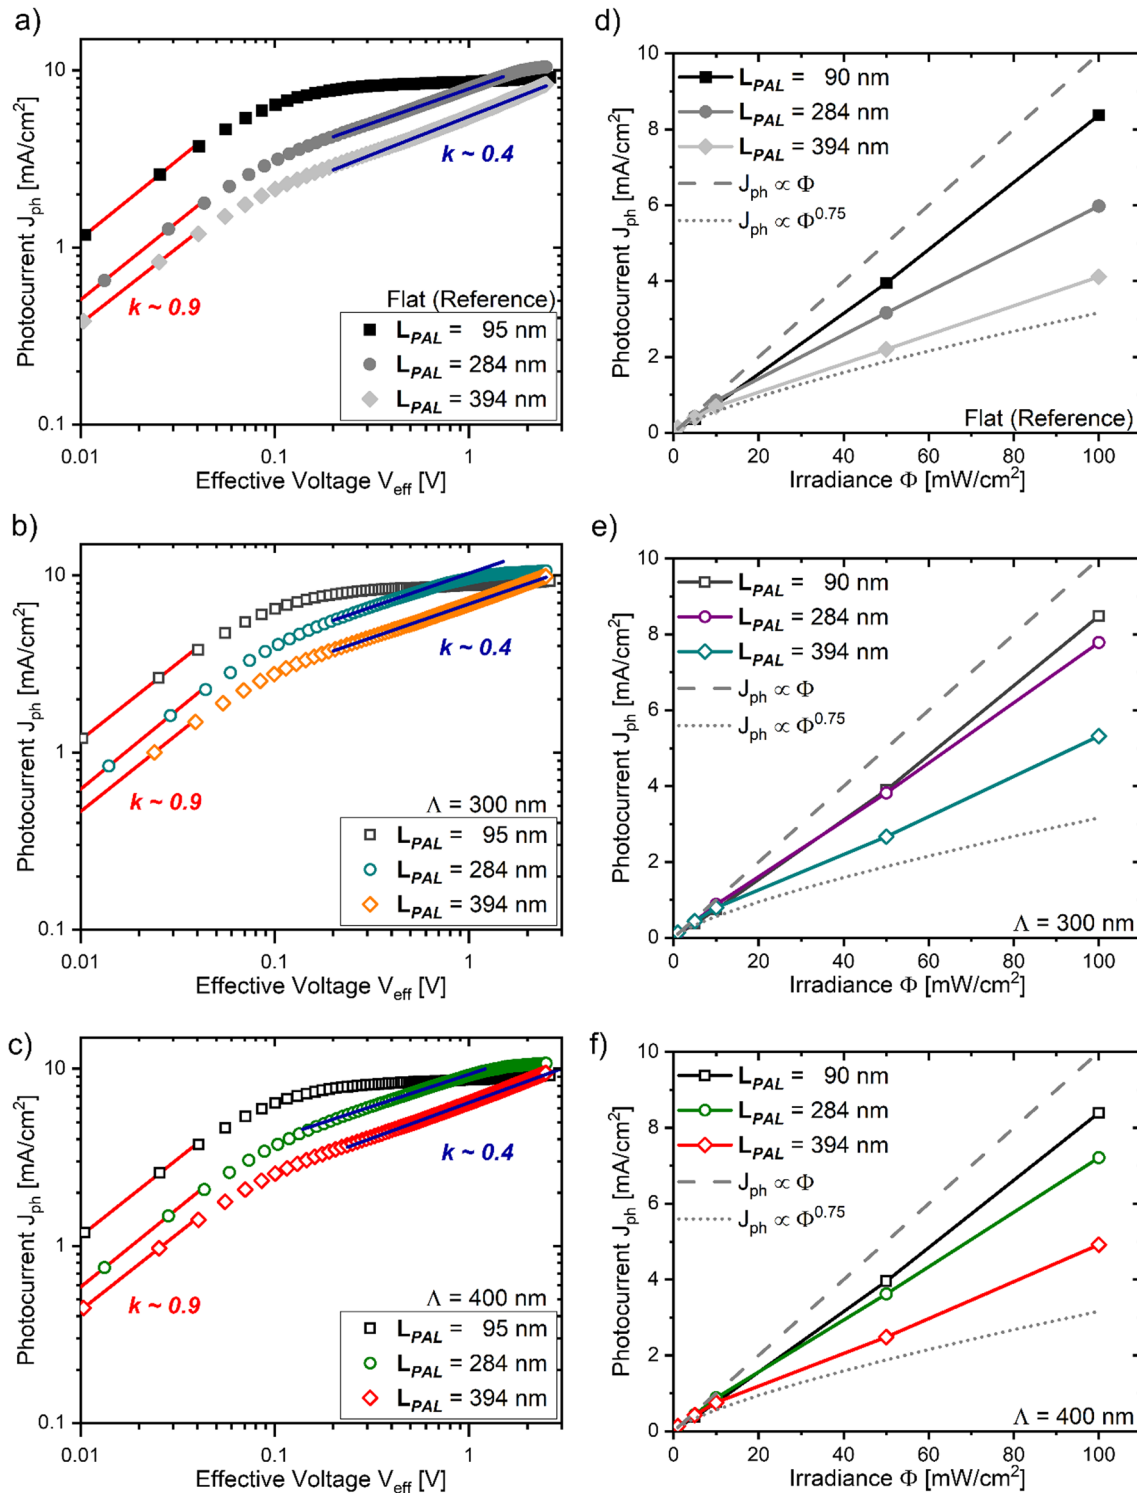 a)
Photocurrent J_ph [mA/cm²]
10
1
0.1
k ~ 0.4
k ~ 0.9
Flat (Reference)
L_PAL = 95 nm
L_PAL = 284 nm
L_PAL = 394 nm
0.01
0.1
1
Effective Voltage V_eff [V]
d)
Photocurrent J_ph [mA/cm²]
10
8
6
4
2
0
L_PAL = 90 nm
L_PAL = 284 nm
L_PAL = 394 nm
J_ph ∝ Φ
J_ph ∝ Φ^0.75
Flat (Reference)
0
20
40
60
80
100
Irradiance Φ [mW/cm²]
b)
Photocurrent J_ph [mA/cm²]
10
1
0.1
k ~ 0.4
k ~ 0.9
Λ = 300 nm
L_PAL = 95 nm
L_PAL = 284 nm
L_PAL = 394 nm
0.01
0.1
1
Effective Voltage V_eff [V]
e)
Photocurrent J_ph [mA/cm²]
10
8
6
4
2
0
L_PAL = 90 nm
L_PAL = 284 nm
L_PAL = 394 nm
J_ph ∝ Φ
J_ph ∝ Φ^0.75
Λ = 300 nm
0
20
40
60
80
100
Irradiance Φ [mW/cm²]
c)
Photocurrent J_ph [mA/cm²]
10
1
0.1
k ~ 0.4
k ~ 0.9
Λ = 400 nm
L_PAL = 95 nm
L_PAL = 284 nm
L_PAL = 394 nm
0.01
0.1
1
Effective Voltage V_eff [V]
f)
Photocurrent J_ph [mA/cm²]
10
8
6
4
2
0
L_PAL = 90 nm
L_PAL = 284 nm
L_PAL = 394 nm
J_ph ∝ Φ
J_ph ∝ Φ^0.75
Λ = 400 nm
0
20
40
60
80
100
Irradiance Φ [mW/cm²]